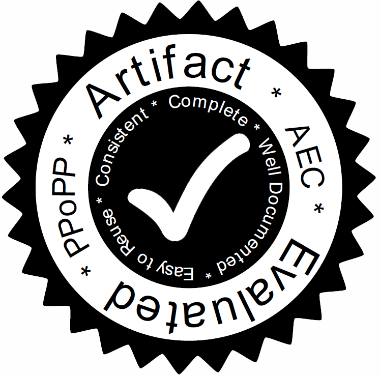 Artifact * AEC * Evaluated * PPoPP *
Consistent * Complete * Well Documented * Easy to Reuse *